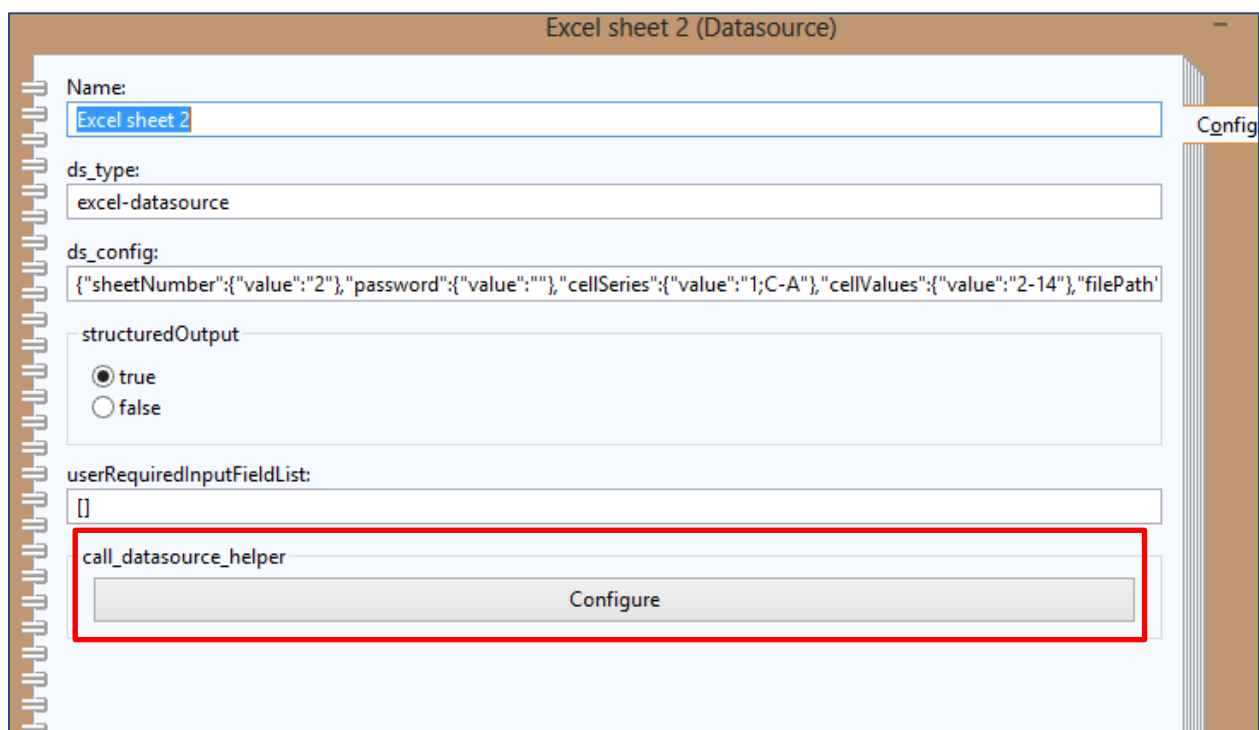 Excel sheet 2 (Datasource)
Name:
Excel sheet 2
Config
ds_type:
excel-datasource
ds_config:
{"sheetNumber":{"value":"2"},"password":{"value":""},"cellSeries":{"value":"1;C-A"},"cellValues":{"value":"2-14"},"filePath'
structuredOutput
true
false
userRequiredInputFieldList:
[]
call_datasource_helper
Configure